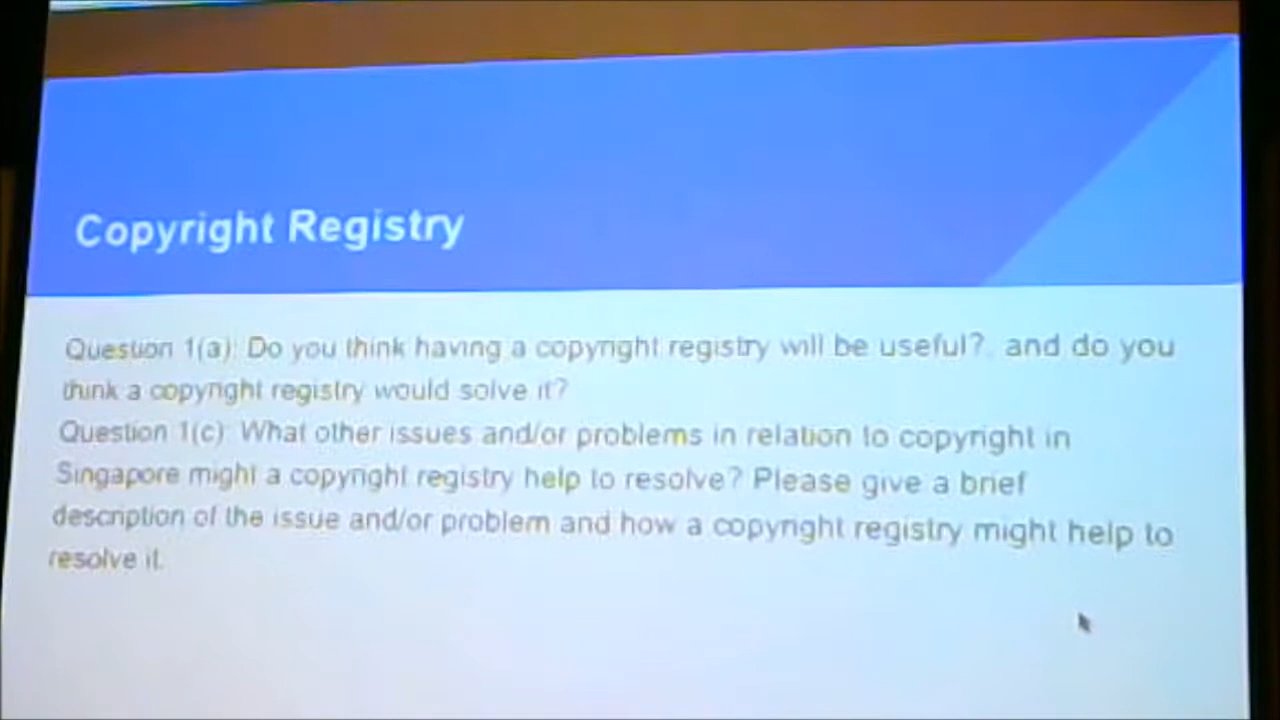 Copyright Registry
Question 1(a): Do you think having a copyright registry will be useful? and do you
think a copyright registry would solve it?
Question 1(c): What other issues and/or problems in relation to copyright in
Singapore might a copyright registry help to resolve? Please give a brief
description of the issue and/or problem and how a copyright registry might help to
resolve it.